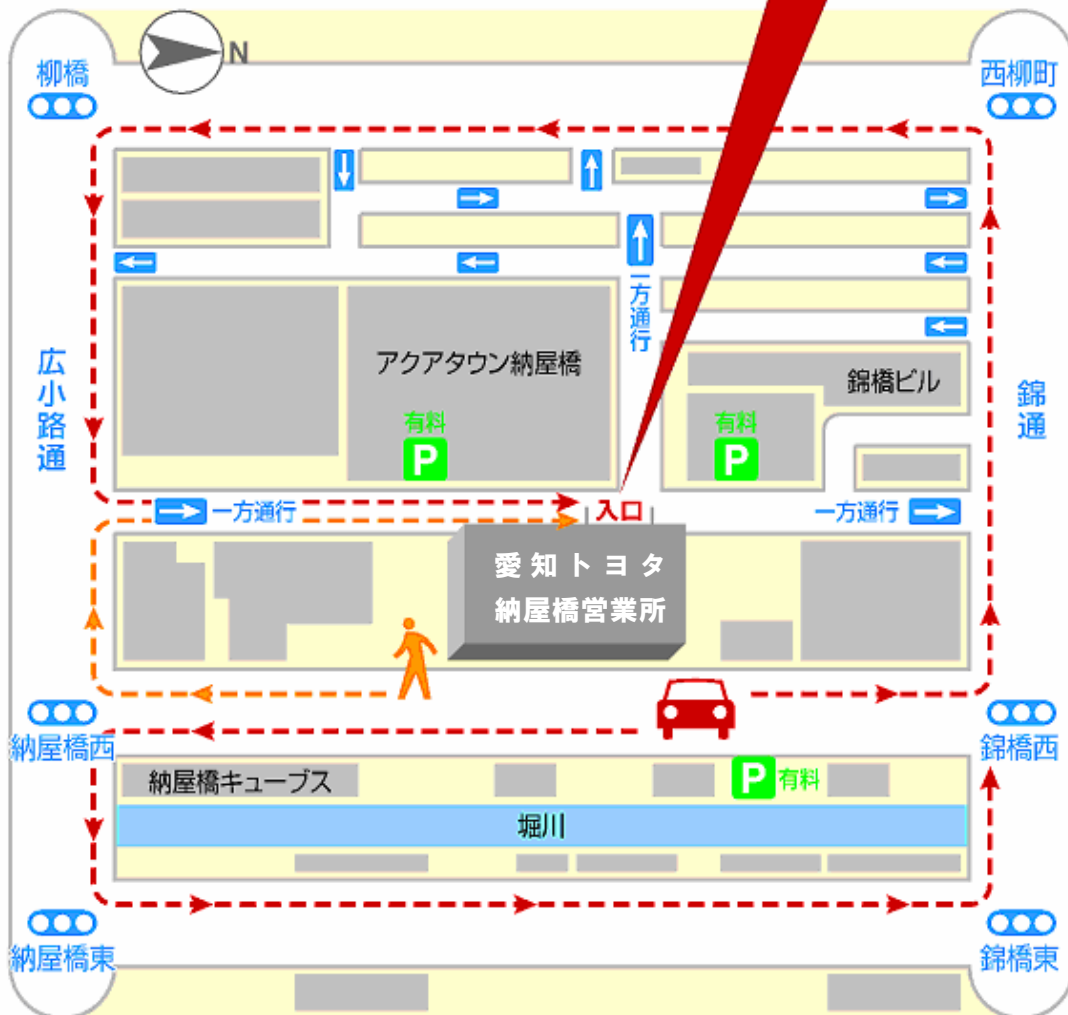 N
柳橋
西柳町
一方通行
広小路通
アクアタウン納屋橋
有料
P
錦橋ビル
有料
P
錦通
一方通行
入口
一方通行
愛知トヨタ
納屋橋営業所
納屋橋西
錦橋西
納屋橋キューブス
P 有料
堀川
納屋橋東
錦橋東